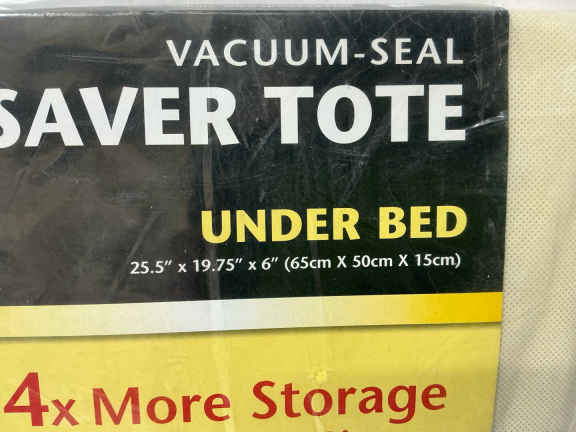 VACUUM-SEAL
SAVER TOTE
UNDER BED
25.5" x 19.75" x 6" (65cm X 50cm X 15cm)
4x More Storage